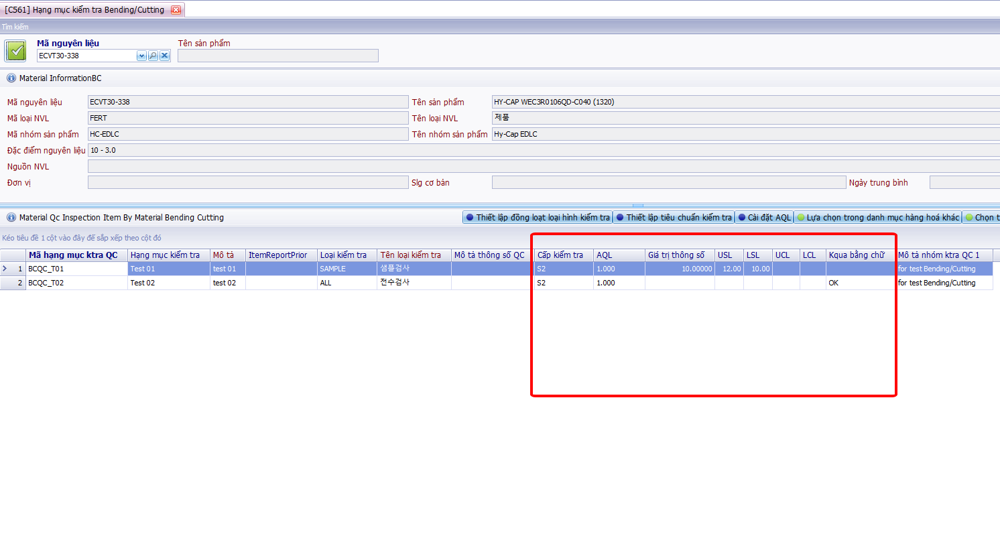 [C561] Hạng mục kiểm tra Bending/Cutting
Tìm kiếm
Mã nguyên liệu Tên sản phẩm
ECVT30-338
Material InformationBC
Mã nguyên liệu ECVT30-338 Tên sản phẩm HY-CAP WEC3R0106QD-C040 (1320)
Mã loại NVL FERT Tên loại NVL 제품
Mã nhóm sản phẩm HC-EDLC Tên nhóm sản phẩm Hy-Cap EDLC
Đặc điểm nguyên liệu 10 - 3.0
Nguồn NVL
Đơn vị Slg cơ bản Ngày trung bình
Material Qc Inspection Item By Material Bending Cutting Thiết lập đồng loạt loại hình kiểm tra Thiết lập tiêu chuẩn kiểm tra Cài đặt AQL Lựa chọn trong danh mục hàng hoá khác Chọn t
Kéo tiêu đề 1 cột vào đây để sắp xếp theo cột đó
Mã hạng mục ktra QC Hạng mục kiểm tra Mô tả ItemReportPrior Loại kiểm tra Tên loại kiểm tra Mô tả thông số QC Cấp kiểm tra AQL Giá trị thông số USL LSL UCL LCL Kqua bằng chữ Mô tả nhóm ktra QC 1
1 BCQC_T01 Test 01 test 01 SAMPLE 샘플검사 S2 1.000 10.00000 12.00 10.00 for test Bending/Cutting
2 BCQC_T02 Test 02 test 02 ALL 전수검사 S2 1.000 OK for test Bending/Cutting